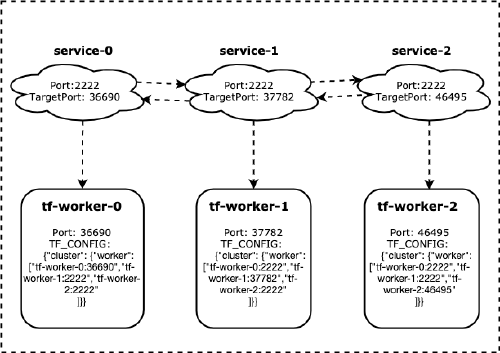 service-0
Port:2222
TargetPort: 36690
service-1
Port:2222
TargetPort: 37782
service-2
Port:2222
TargetPort: 46495
tf-worker-0
Port: 36690
TF_CONFIG:
{"cluster": {"worker":
["tf-worker-0:36690","tf-
worker-1:2222","tf-worker-
2:2222"
]}}
tf-worker-1
Port: 37782
TF_CONFIG:
{"cluster": {"worker":
["tf-worker-0:2222","tf-
worker-1:37782","tf-worker-
2:2222"
]}}
tf-worker-2
Port: 46495
TF_CONFIG:
{"cluster": {"worker":
["tf-worker-0:2222","tf-
worker-1:2222","tf-worker-
2:46495"
]}}